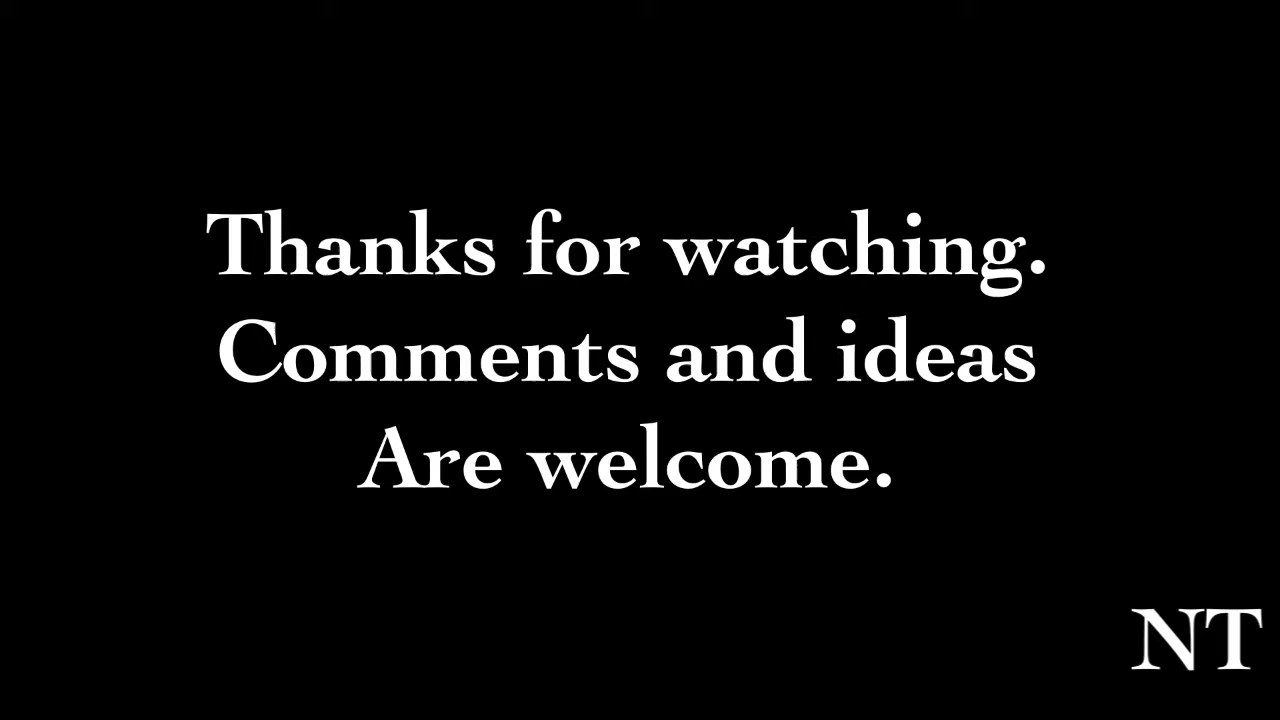 Thanks for watching.
Comments and ideas
Are welcome.
NT